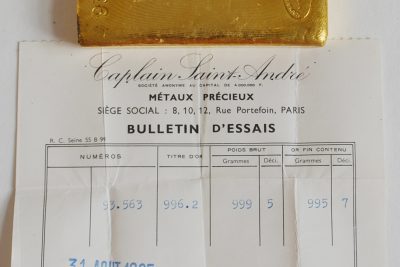 Caplain Saint-André
SOCIÉTÉ ANONYME AU CAPITAL DE 4.000.000 F.
MÉTAUX PRÉCIEUX
SIÈGE SOCIAL : 8, 10, 12, Rue Portefoin, PARIS
BULLETIN D'ESSAIS
R. C. Seine 55 B
NUMÉROS TITRE D'OR POIDS BRUT OR FIN CONTENU
Grammes Déci. Grammes Déci.
93.563 996.2 999 5 995 7
31 AOUT